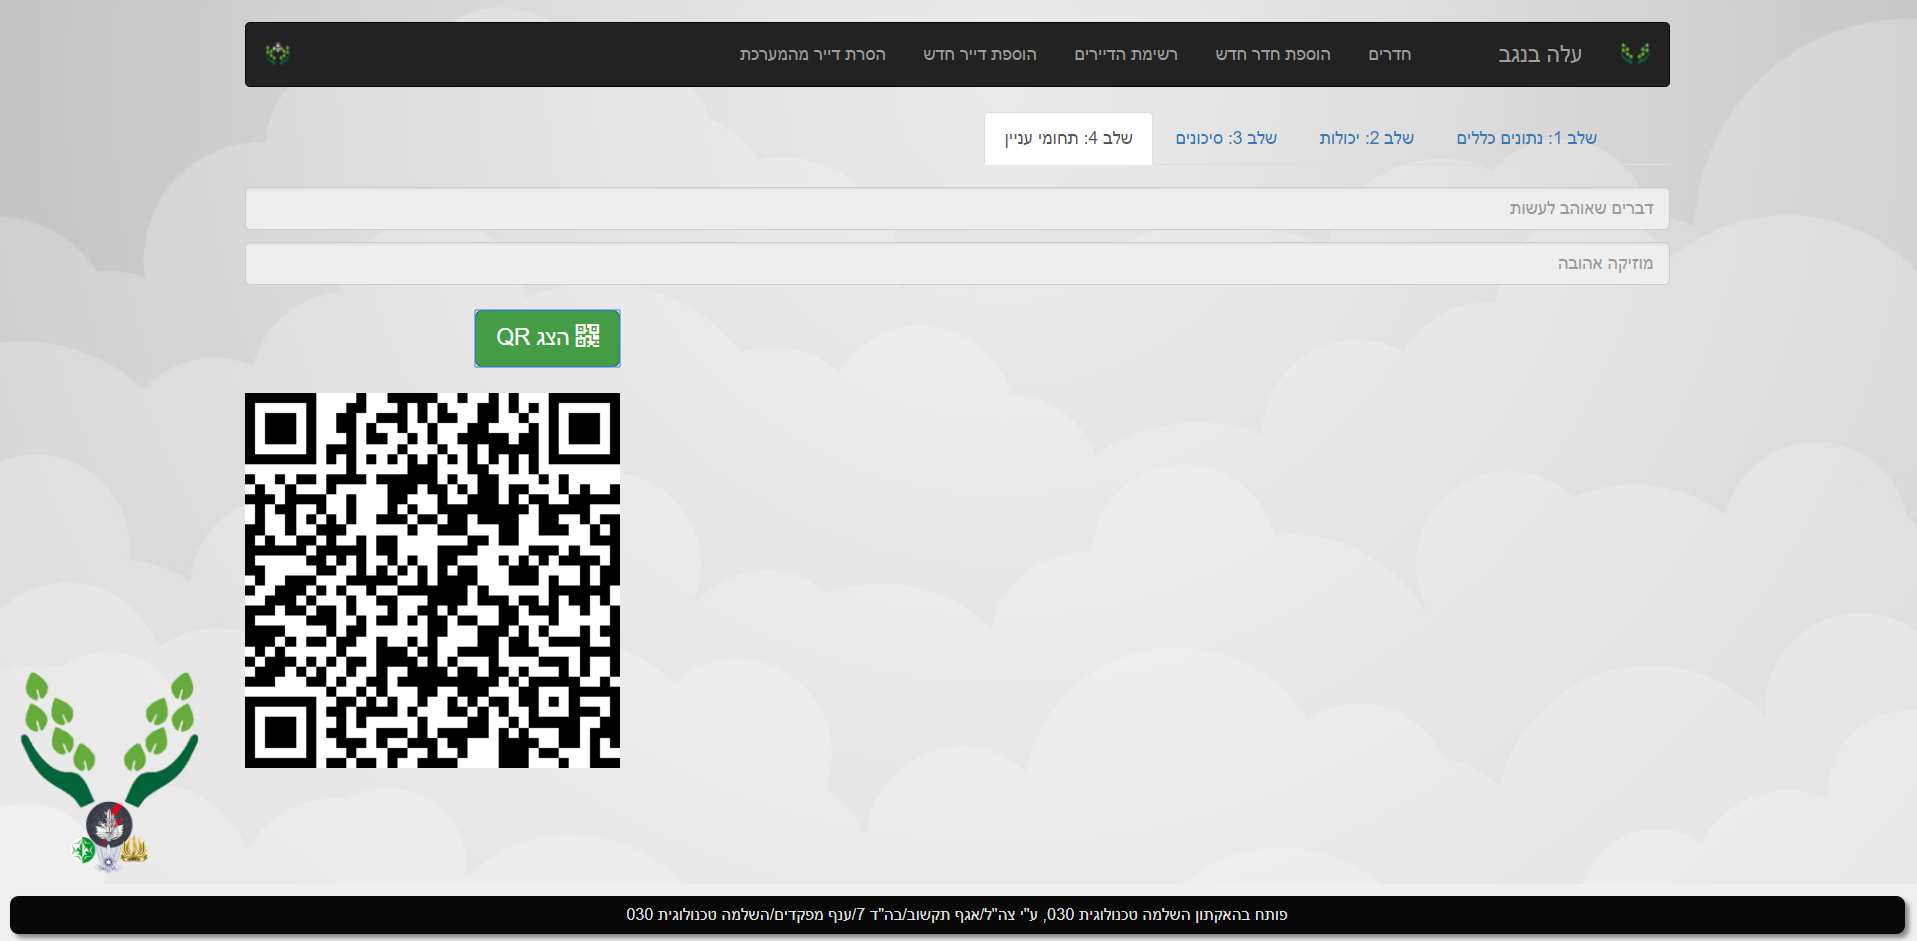 עלה בנגב חדרים הוספת חדר חדש רשימת הדיירים הוספת דייר חדש הסרת דייר מהמערכת
שלב 1: נתונים כללים שלב 2: יכולות שלב 3: סיכונים שלב 4: תחומי עניין
דברים שאוהב לעשות
מוזיקה אהובה
הצג QR
פותח בהאקתון השלמה טכנולוגית 030, ע"י צה"ל/אגף תקשוב/בה"ד 7/ענף מפקדים/השלמה טכנולוגית 030